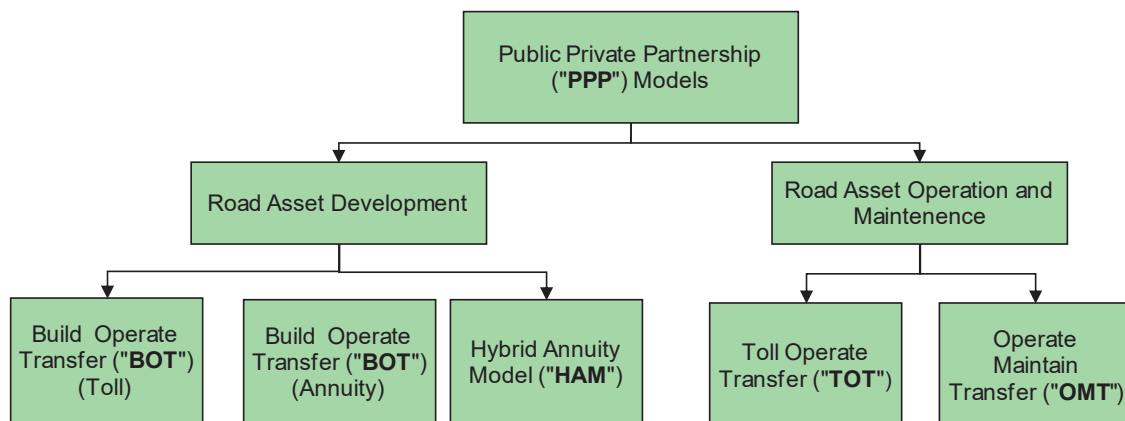 Public Private Partnership
("PPP") Models
Road Asset Development
Road Asset Operation and
Maintenence
Build Operate
Transfer ("BOT")
(Toll)
Build Operate
Transfer ("BOT")
(Annuity)
Hybrid Annuity
Model ("HAM")
Toll Operate
Transfer ("TOT")
Operate
Maintain
Transfer ("OMT")